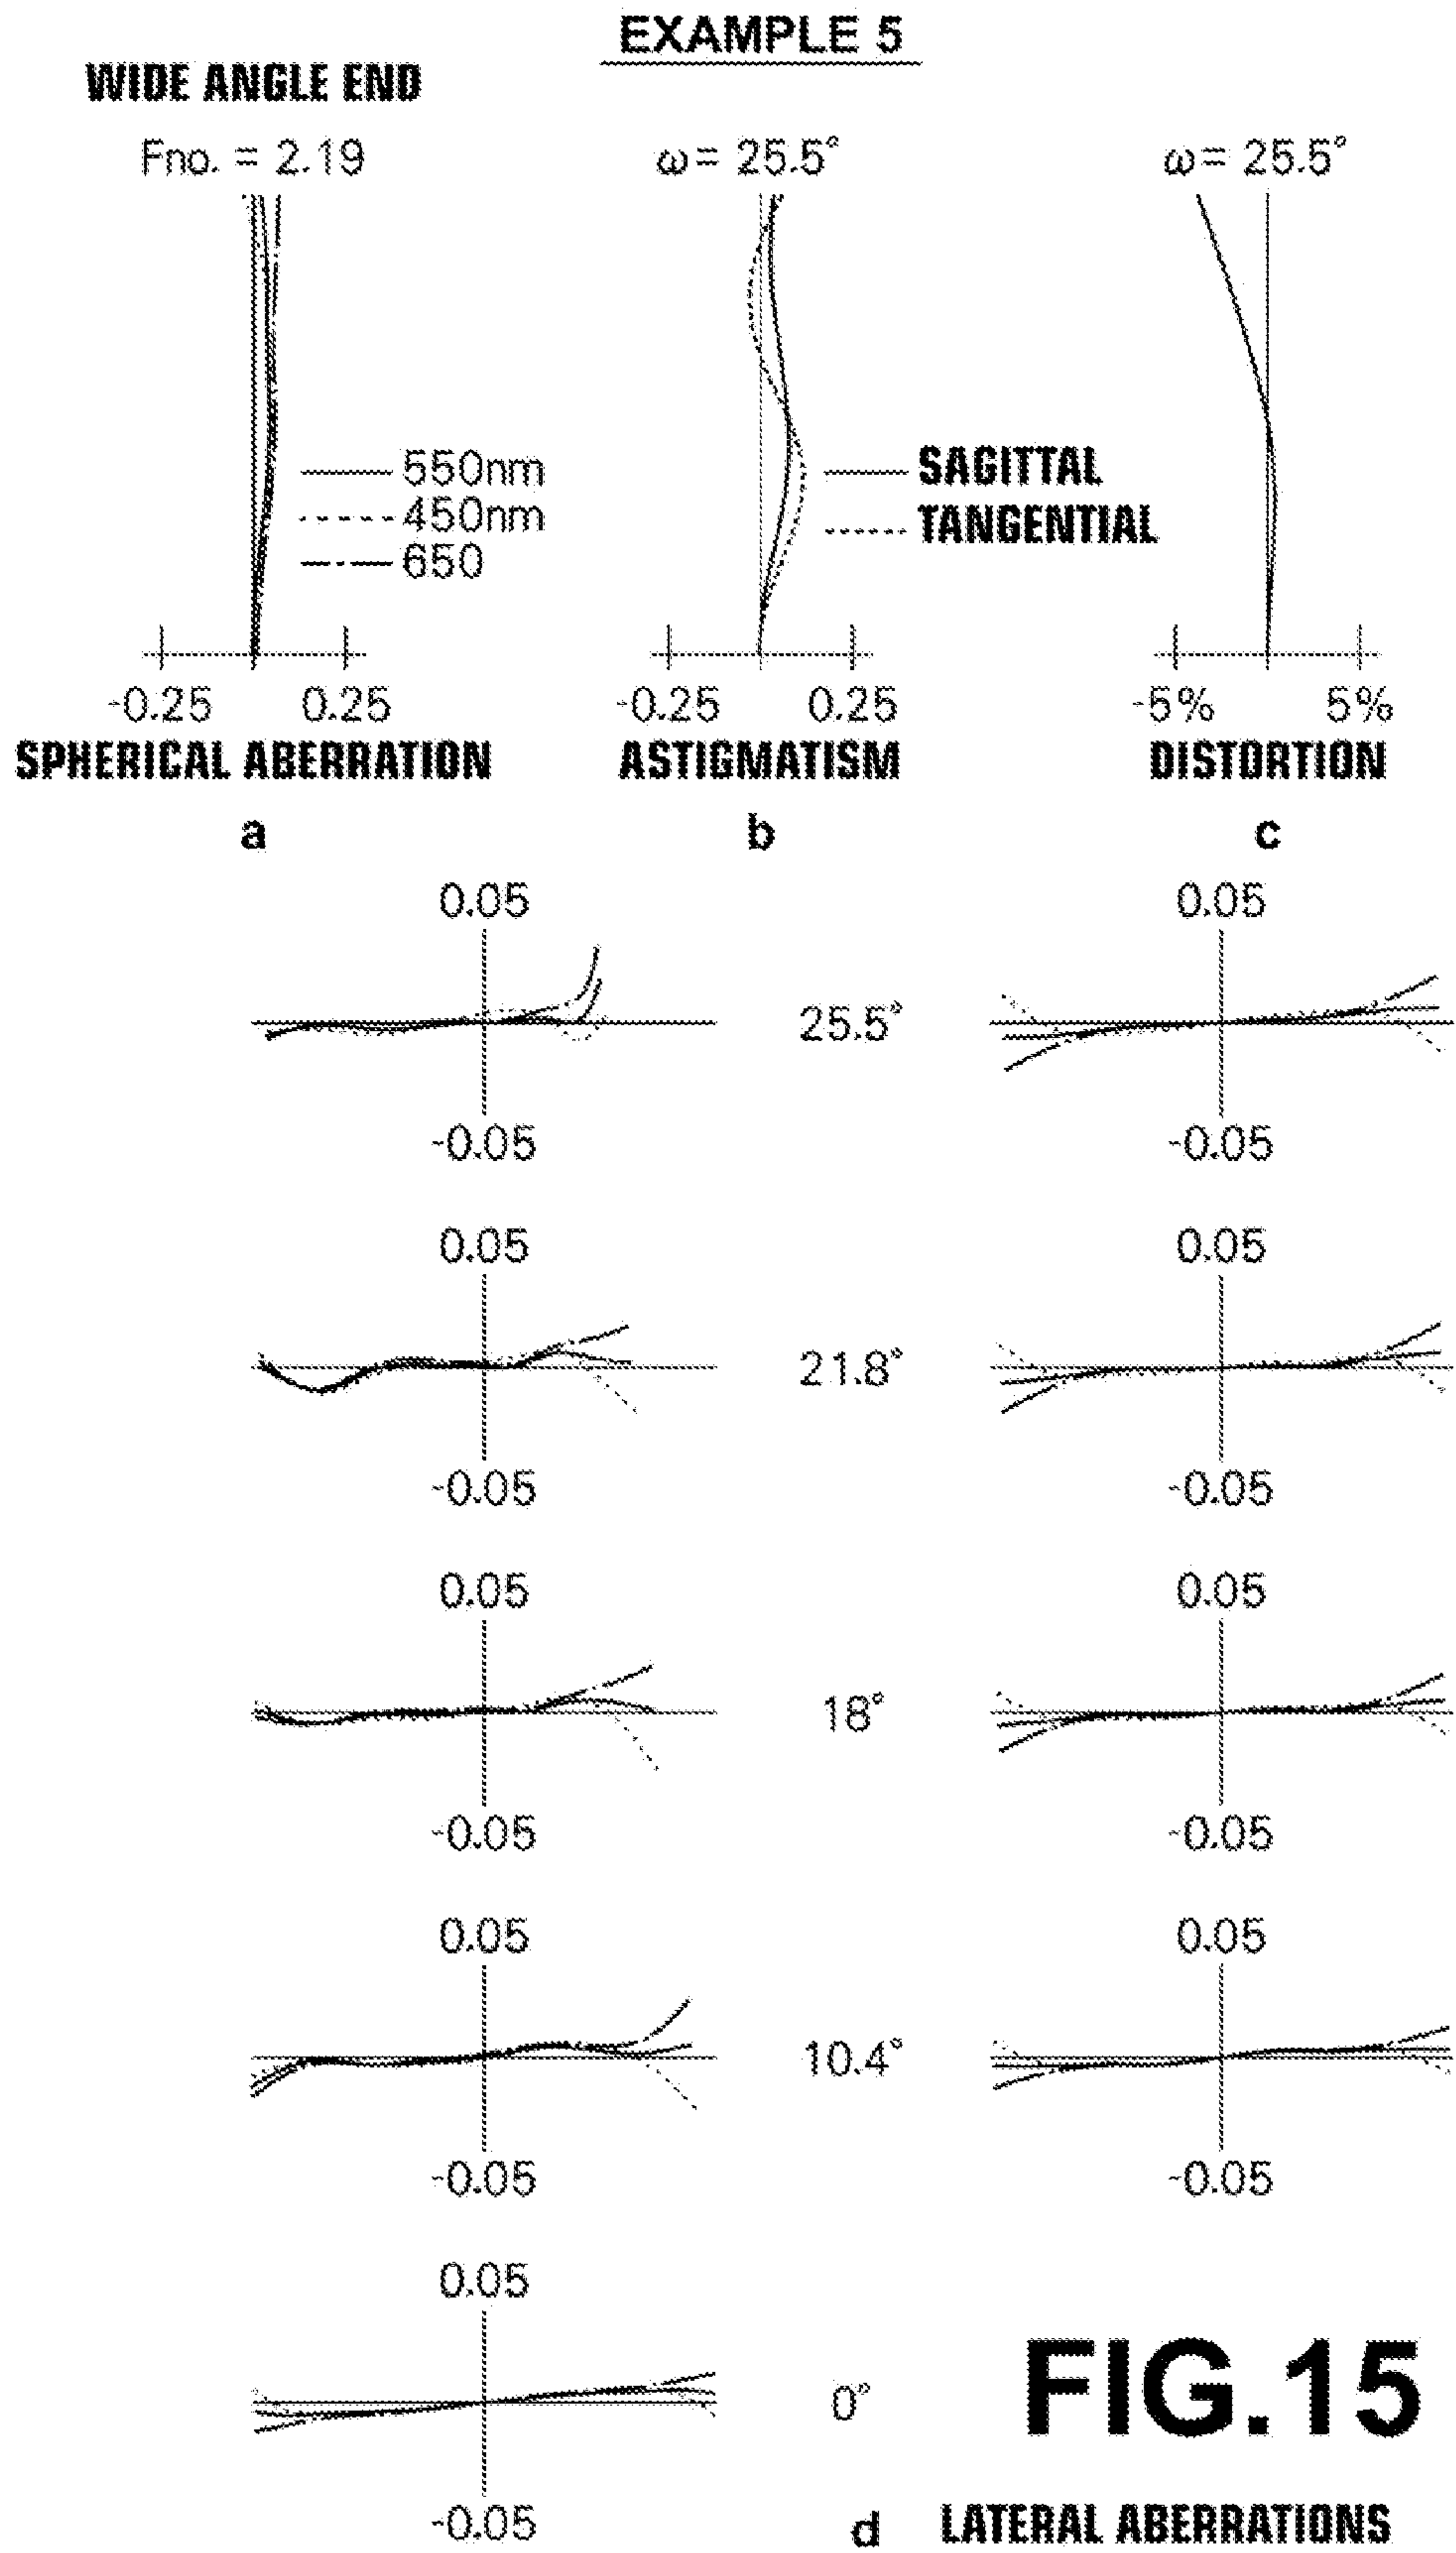 EXAMPLE 5
WIDE ANGLE END
Fno. = 2.19 ω= 25.5° ω= 25.5°
550nm
450nm
650
SAGITTAL
TANGENTIAL
-0.25 0.25 -0.25 0.25 -5% 5%
SPHERICAL ABERRATION ASTIGMATISM DISTORTION
a b c
0.05 0.05
25.5°
-0.05 -0.05
0.05 0.05
21.8°
-0.05 -0.05
0.05 0.05
18°
-0.05 -0.05
0.05 0.05
10.4°
-0.05 -0.05
0.05
0°
FIG.15
-0.05
d LATERAL ABERRATIONS